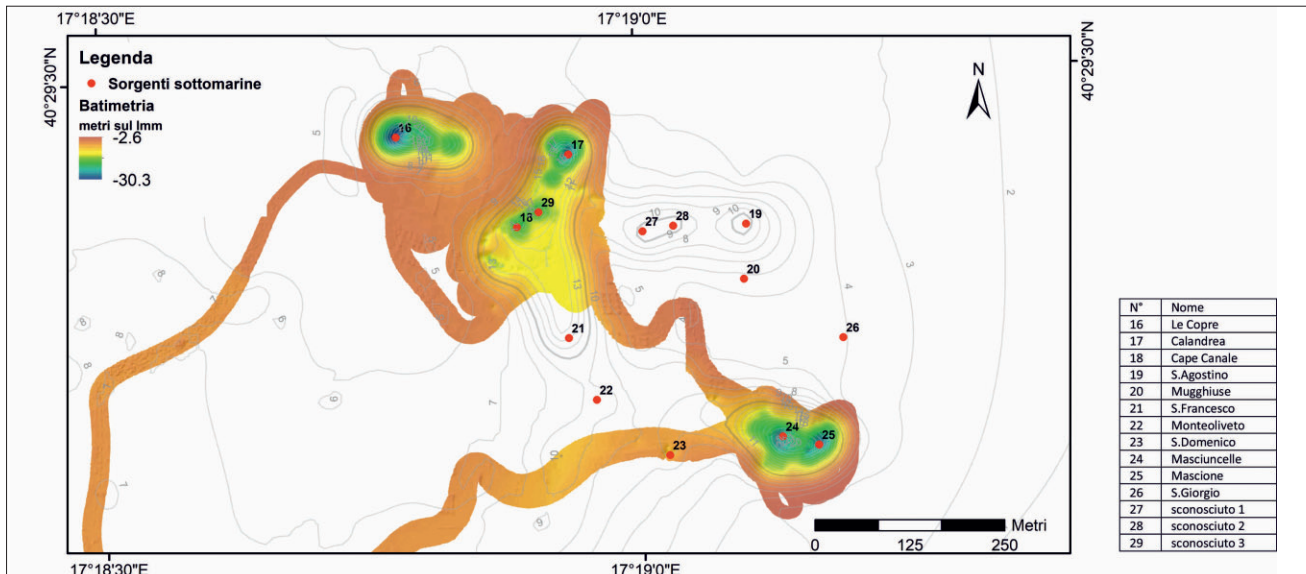 17°18'30"E 17°19'0"E
40°29'30"N 40°29'30"N
Legenda
Sorgenti sottomarine
Batimetria
metri sul lmm
-2.6
-30.3
N
16
17
29
18
27 28 19
20
21
26
22
24
25
23
Metri
0 125 250
17°18'30"E 17°19'0"E
N° Nome
16 Le Copre
17 Calandrea
18 Cape Canale
19 S.Agostino
20 Mugghiuse
21 S.Francesco
22 Monteoliveto
23 S.Domenico
24 Masciuncelle
25 Mascione
26 S.Giorgio
27 sconosciuto 1
28 sconosciuto 2
29 sconosciuto 3